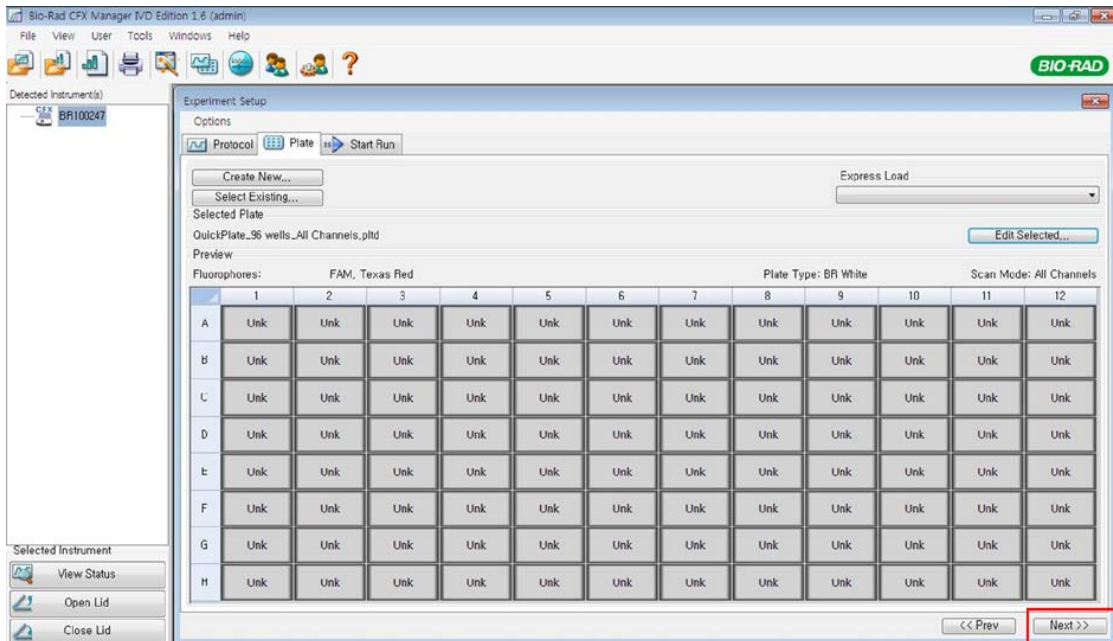 Bio-Rad CFX Manager IVD Edition 1.6 (admin)
File View User Tools Windows Help
BIO-RAD
Detected Instrument(s)
CFX BR100247
Experiment Setup
Options
Protocol Plate Start Run
Create New...
Express Load
Select Existing...
Selected Plate
QuickPlate_96 wells_All Channels.pltd
Edit Selected...
Preview
Fluorophores: FAM, Texas Red Plate Type: BR White Scan Mode: All Channels
1 2 3 4 5 6 7 8 9 10 11 12
A Unk Unk Unk Unk Unk Unk Unk Unk Unk Unk Unk Unk
B Unk Unk Unk Unk Unk Unk Unk Unk Unk Unk Unk Unk
C Unk Unk Unk Unk Unk Unk Unk Unk Unk Unk Unk Unk
D Unk Unk Unk Unk Unk Unk Unk Unk Unk Unk Unk Unk
E Unk Unk Unk Unk Unk Unk Unk Unk Unk Unk Unk Unk
F Unk Unk Unk Unk Unk Unk Unk Unk Unk Unk Unk Unk
G Unk Unk Unk Unk Unk Unk Unk Unk Unk Unk Unk Unk
H Unk Unk Unk Unk Unk Unk Unk Unk Unk Unk Unk Unk
Selected Instrument
View Status
Open Lid
Close Lid
<< Prev Next >>